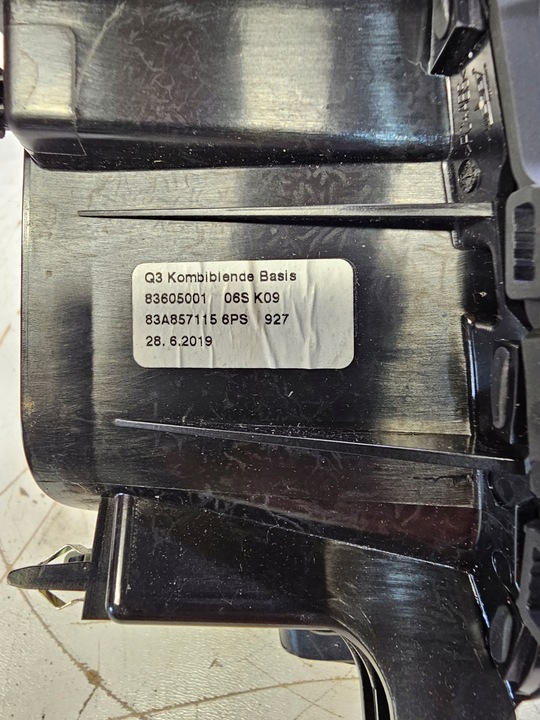 Q3 Kombiblende Basis
83605001 06S K09
83A857115 6PS 927
28. 6.2019